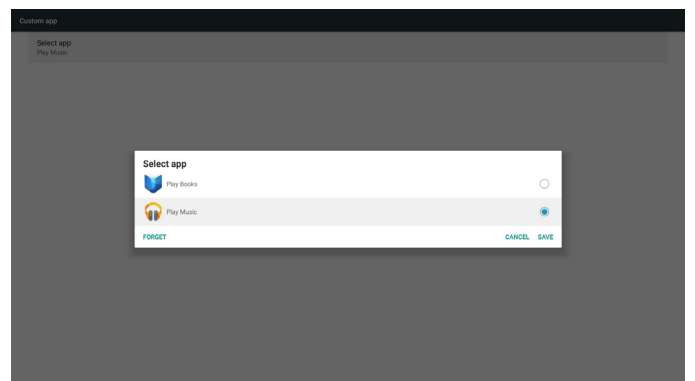 Custom app
Select app
Play Music
Select app
Play Books
Play Music
FORGET CANCEL SAVE